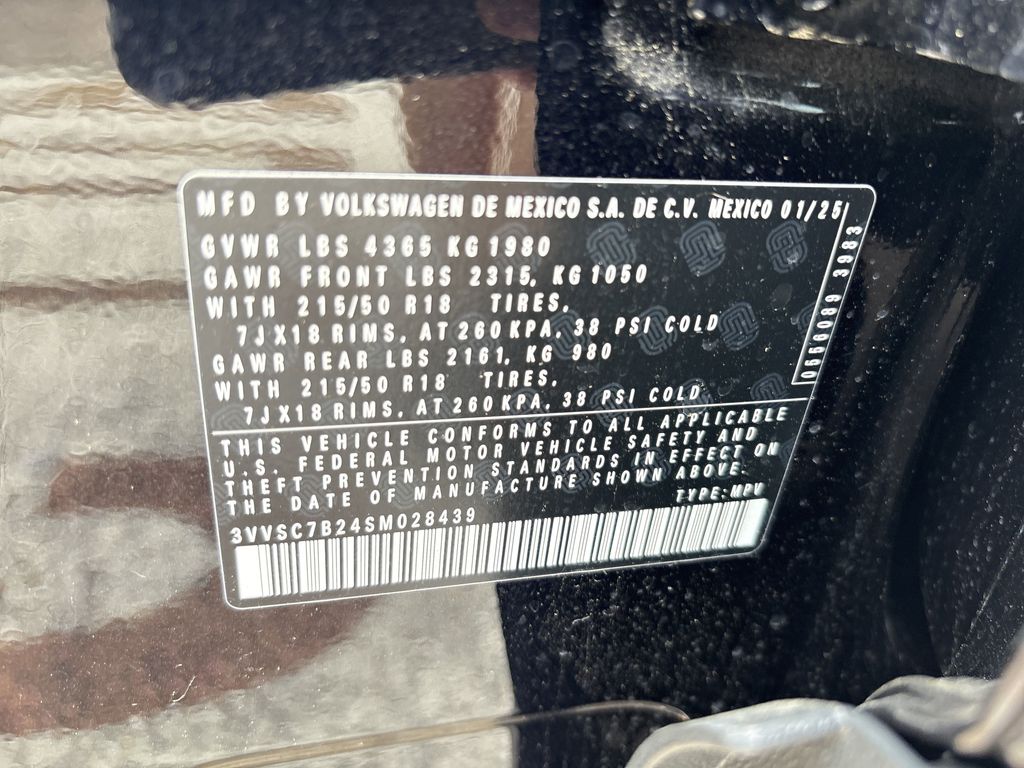 MFD BY VOLKSWAGEN DE MEXICO S.A. DE C.V. MEXICO 01/25
GVWR LBS 4365 KG 1980
GAWR FRONT LBS 2315, KG 1050
WITH 215/50 R18 TIRES,
7JX18 RIMS, AT 260 KPA, 38 PSI COLD
GAWR REAR LBS 2161, KG 980
WITH 215/50 R18 TIRES,
7JX18 RIMS, AT 260 KPA, 38 PSI COLD
0556089 3983
THIS VEHICLE CONFORMS TO ALL APPLICABLE
U.S. FEDERAL MOTOR VEHICLE SAFETY AND
THEFT PREVENTION STANDARDS IN EFFECT ON
THE DATE OF MANUFACTURE SHOWN ABOVE.
TYPE: MPV
3VVSC7B24SM028439